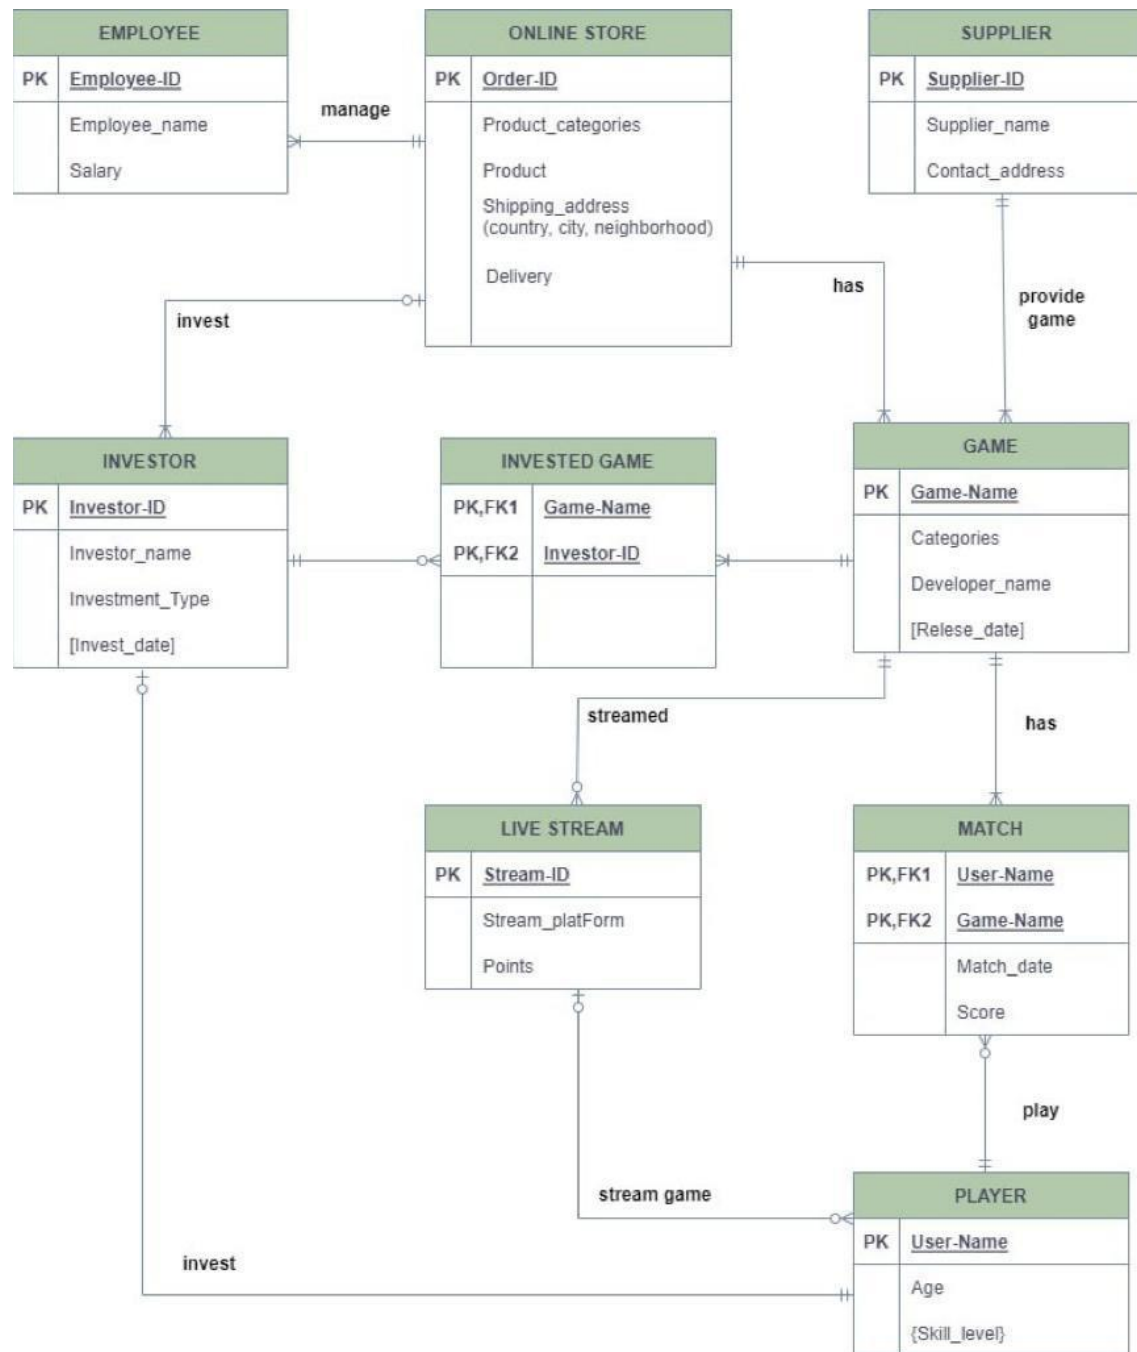 EMPLOYEE
PK Employee-ID
Employee_name
Salary
manage
ONLINE STORE
PK Order-ID
Product_categories
Product
Shipping_address
(country, city, neighborhood)
Delivery
SUPPLIER
PK Supplier-ID
Supplier_name
Contact_address
invest
has
provide
game
INVESTOR
PK Investor-ID
Investor_name
Investment_Type
[Invest_date]
INVESTED GAME
PK,FK1 Game-Name
PK,FK2 Investor-ID
GAME
PK Game-Name
Categories
Developer_name
[Relese_date]
streamed
has
LIVE STREAM
PK Stream-ID
Stream_platForm
Points
MATCH
PK,FK1 User-Name
PK,FK2 Game-Name
Match_date
Score
play
stream game
invest
PLAYER
PK User-Name
Age
{Skill_level}